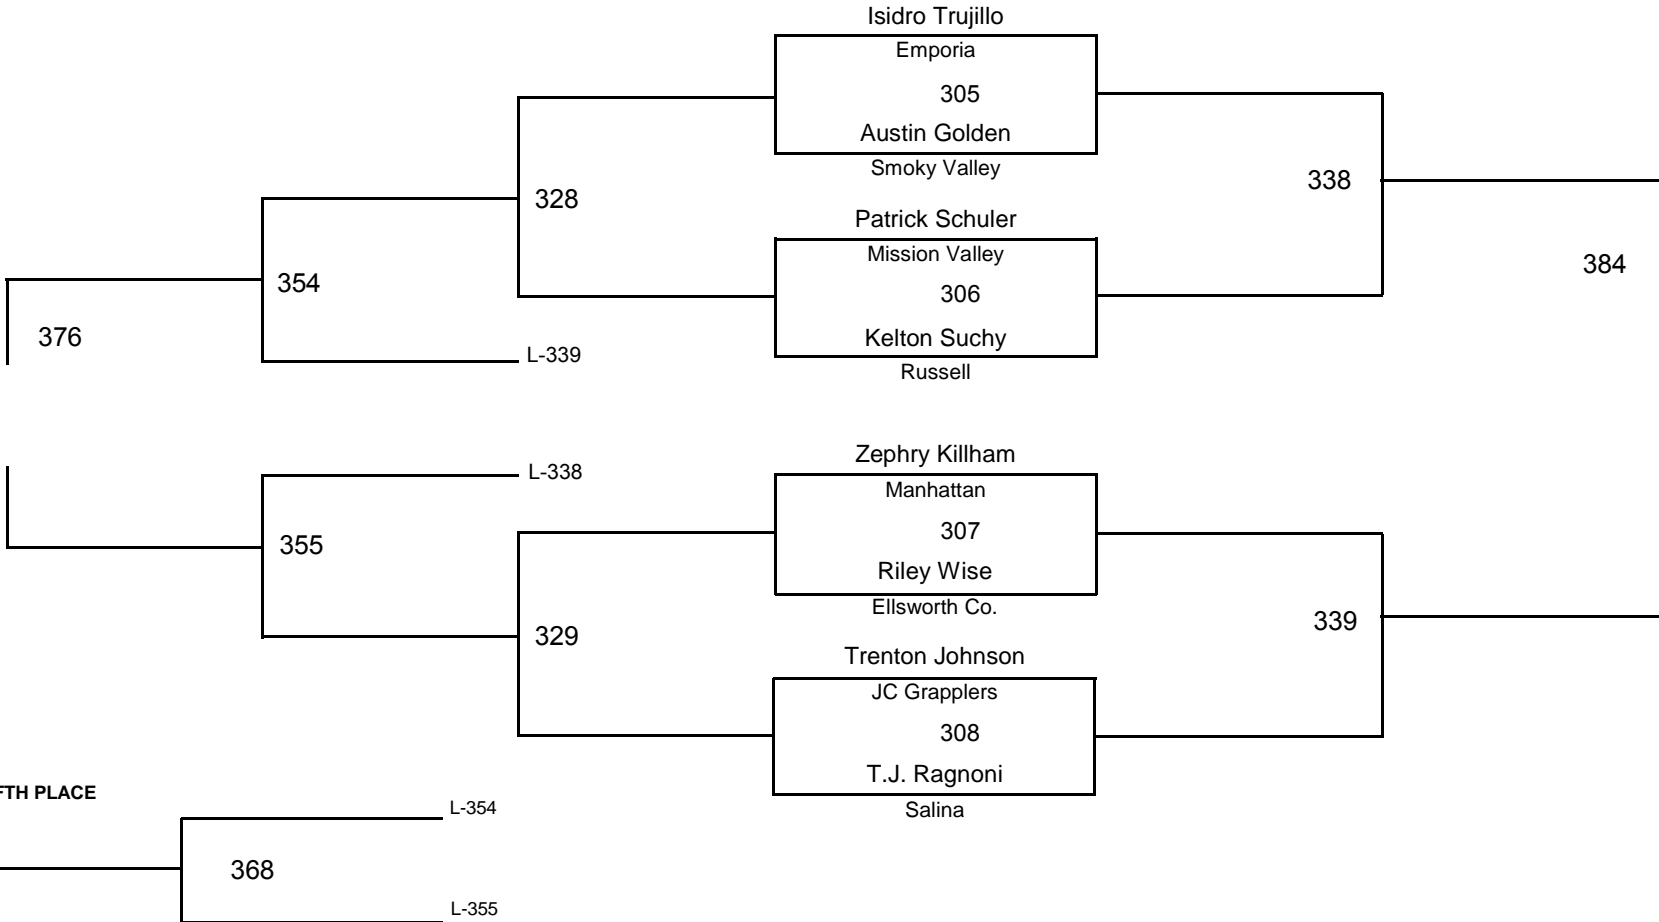 Isidro Trujillo
Emporia
305
Austin Golden
Smoky Valley
338
328
Patrick Schuler
Mission Valley
384
354
306
376
Kelton Suchy
L-339
Russell
Zephry Killham
L-338
Manhattan
307
355
Riley Wise
Ellsworth Co.
339
329
Trenton Johnson
JC Grapplers
308
T.J. Ragnoni
Salina
FTH PLACE
L-354
368
L-355